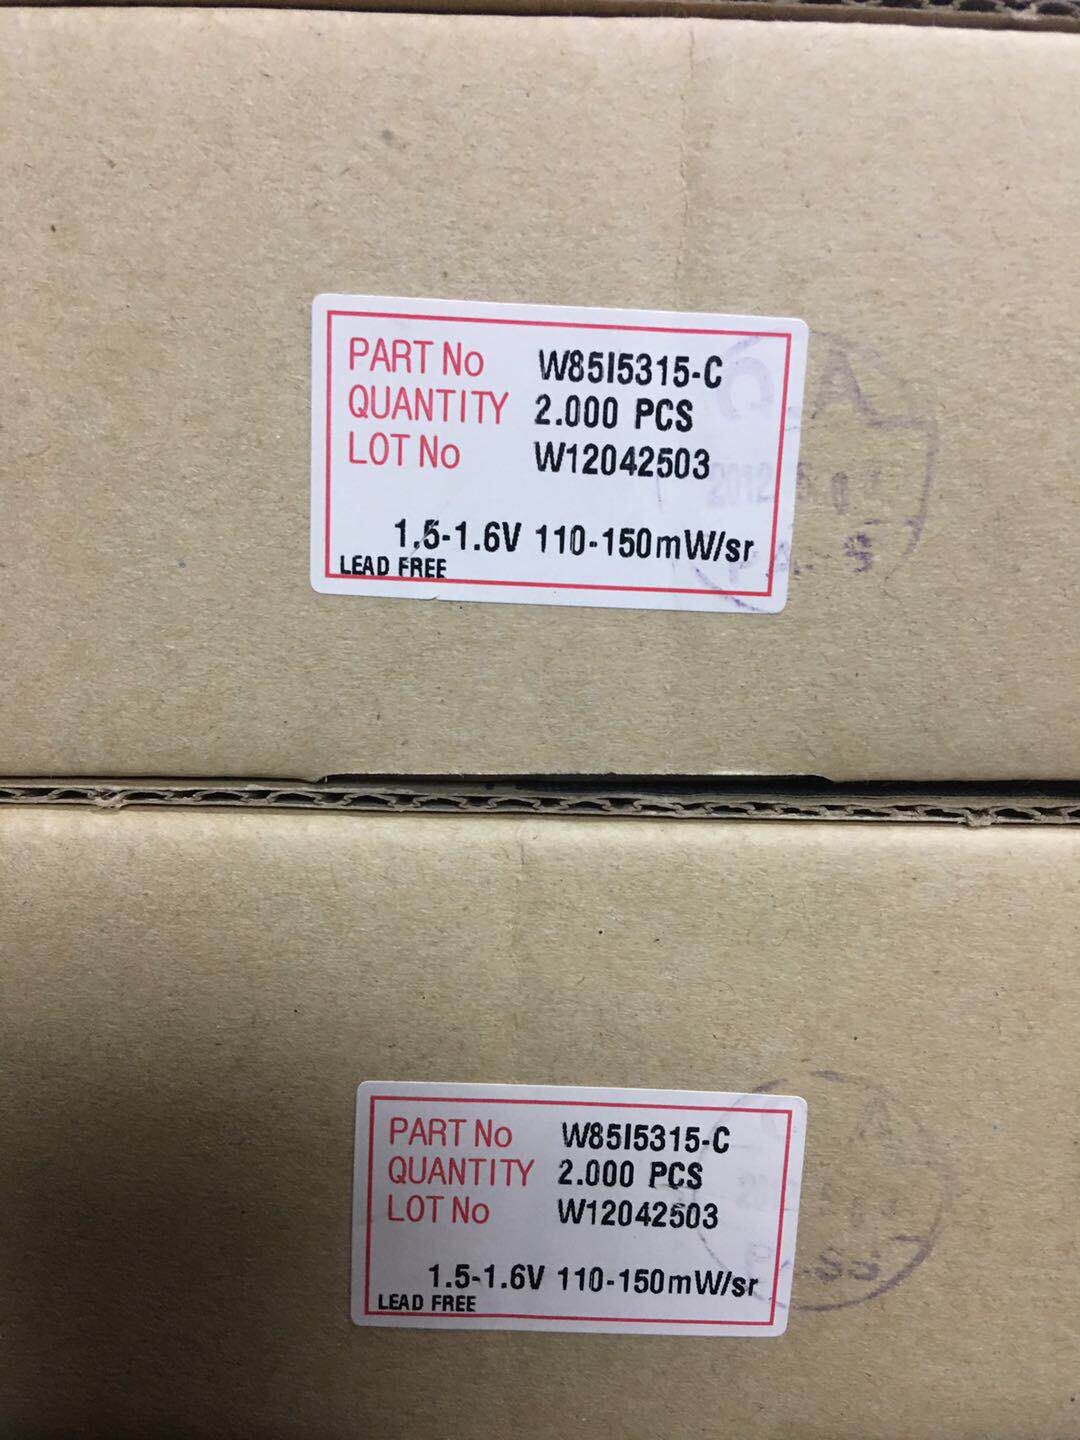 PART No W85I5315-C
QUANTITY 2.000 PCS
LOT No W12042503
1.5-1.6V 110-150mW/sr
LEAD FREE
PART No W85I5315-C
QUANTITY 2.000 PCS
LOT No W12042503
1.5-1.6V 110-150mW/sr
LEAD FREE